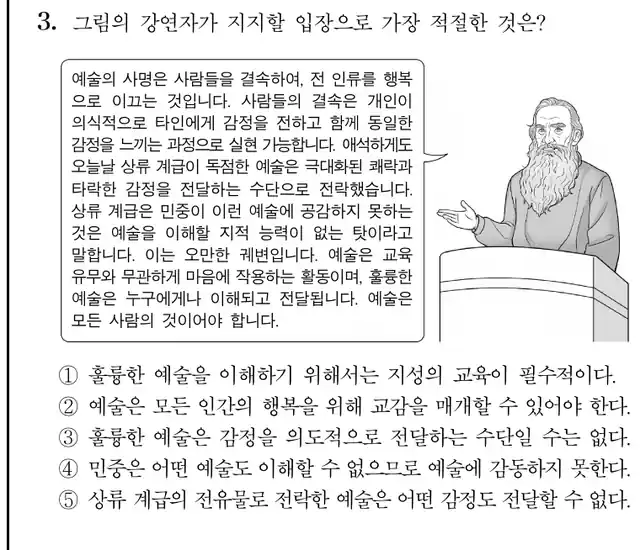 3. 그림의 강연자가 지지할 입장으로 가장 적절한 것은?
예술의 사명은 사람들을 결속하여, 전 인류를 행복
으로 이끄는 것입니다. 사람들의 결속은 개인이
의식적으로 타인에게 감정을 전하고 함께 동일한
감정을 느끼는 과정으로 실현 가능합니다. 애석하게도
오늘날 상류 계급이 독점한 예술은 극대화된 쾌락과
타락한 감정을 전달하는 수단으로 전락했습니다.
상류 계급은 민중이 이런 예술에 공감하지 못하는
것은 예술을 이해할 지적 능력이 없는 탓이라고
말합니다. 이는 오만한 궤변입니다. 예술은 교육
유무와 무관하게 마음에 작용하는 활동이며, 훌륭한
예술은 누구에게나 이해되고 전달됩니다. 예술은
모든 사람의 것이어야 합니다.
① 훌륭한 예술을 이해하기 위해서는 지성의 교육이 필수적이다.
② 예술은 모든 인간의 행복을 위해 교감을 매개할 수 있어야 한다.
③ 훌륭한 예술은 감정을 의도적으로 전달하는 수단일 수는 없다.
④ 민중은 어떤 예술도 이해할 수 없으므로 예술에 감동하지 못한다.
⑤ 상류 계급의 전유물로 전락한 예술은 어떤 감정도 전달할 수 없다.